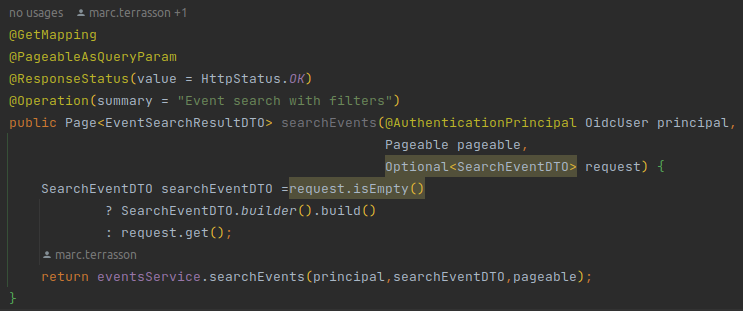 no usages marc.terrasson +1
@GetMapping
@PageableAsQueryParam
@ResponseStatus(value = HttpStatus.OK)
@Operation(summary = "Event search with filters")
public Page<EventSearchResultDTO> searchEvents(@AuthenticationPrincipal OidcUser principal,
Pageable pageable,
Optional<SearchEventDTO> request) {
SearchEventDTO searchEventDTO =request.isEmpty()
? SearchEventDTO.builder().build()
: request.get();
marc.terrasson
return eventsService.searchEvents(principal,searchEventDTO,pageable);
}